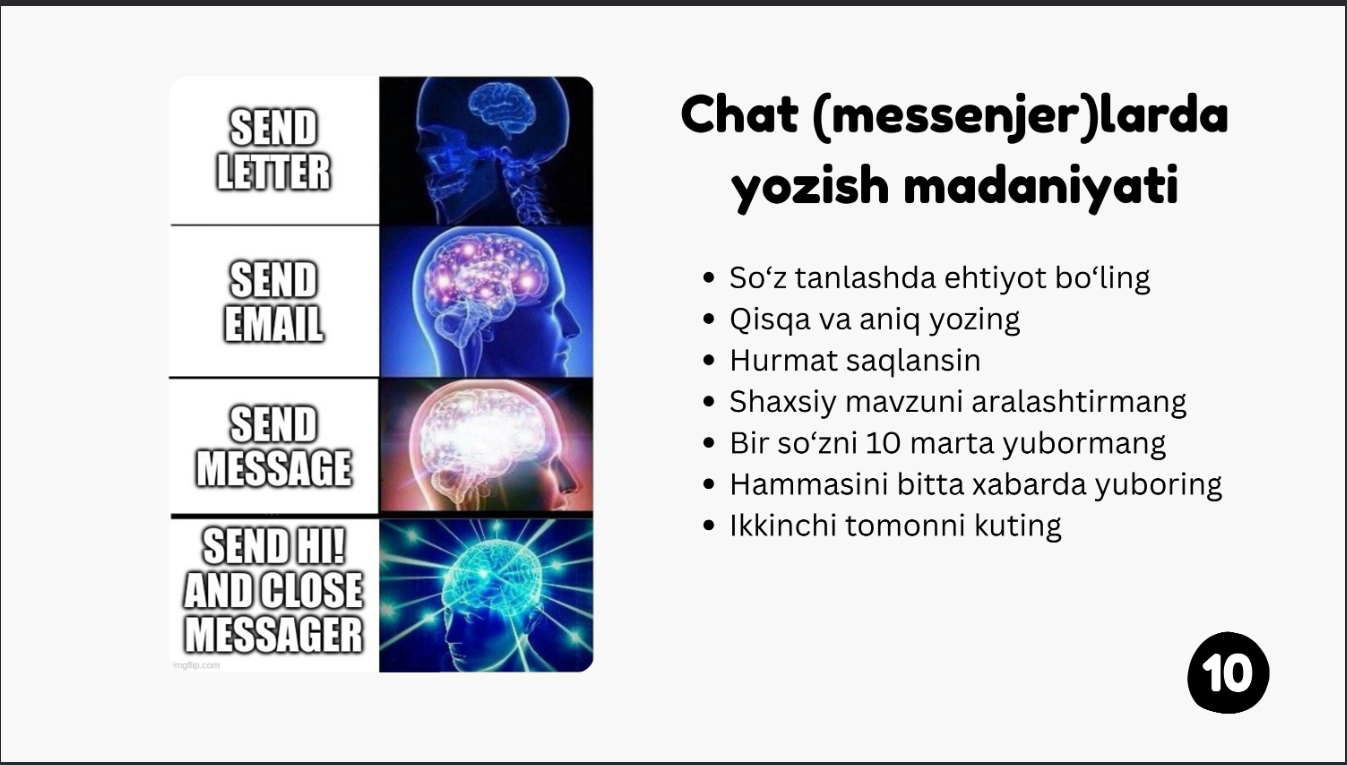 SEND
LETTER
SEND
EMAIL
SEND
MESSAGE
SEND HI!
AND CLOSE
MESSAGER
imgflip.com
Chat (messenjer)larda
yozish madaniyati
• So‘z tanlashda ehtiyot bo‘ling
• Qisqa va aniq yozing
• Hurmat saqlansin
• Shaxsiy mavzuni aralashtirmang
• Bir so‘zni 10 marta yubormang
• Hammasini bitta xabarda yuboring
• Ikkinchi tomonni kuting
10